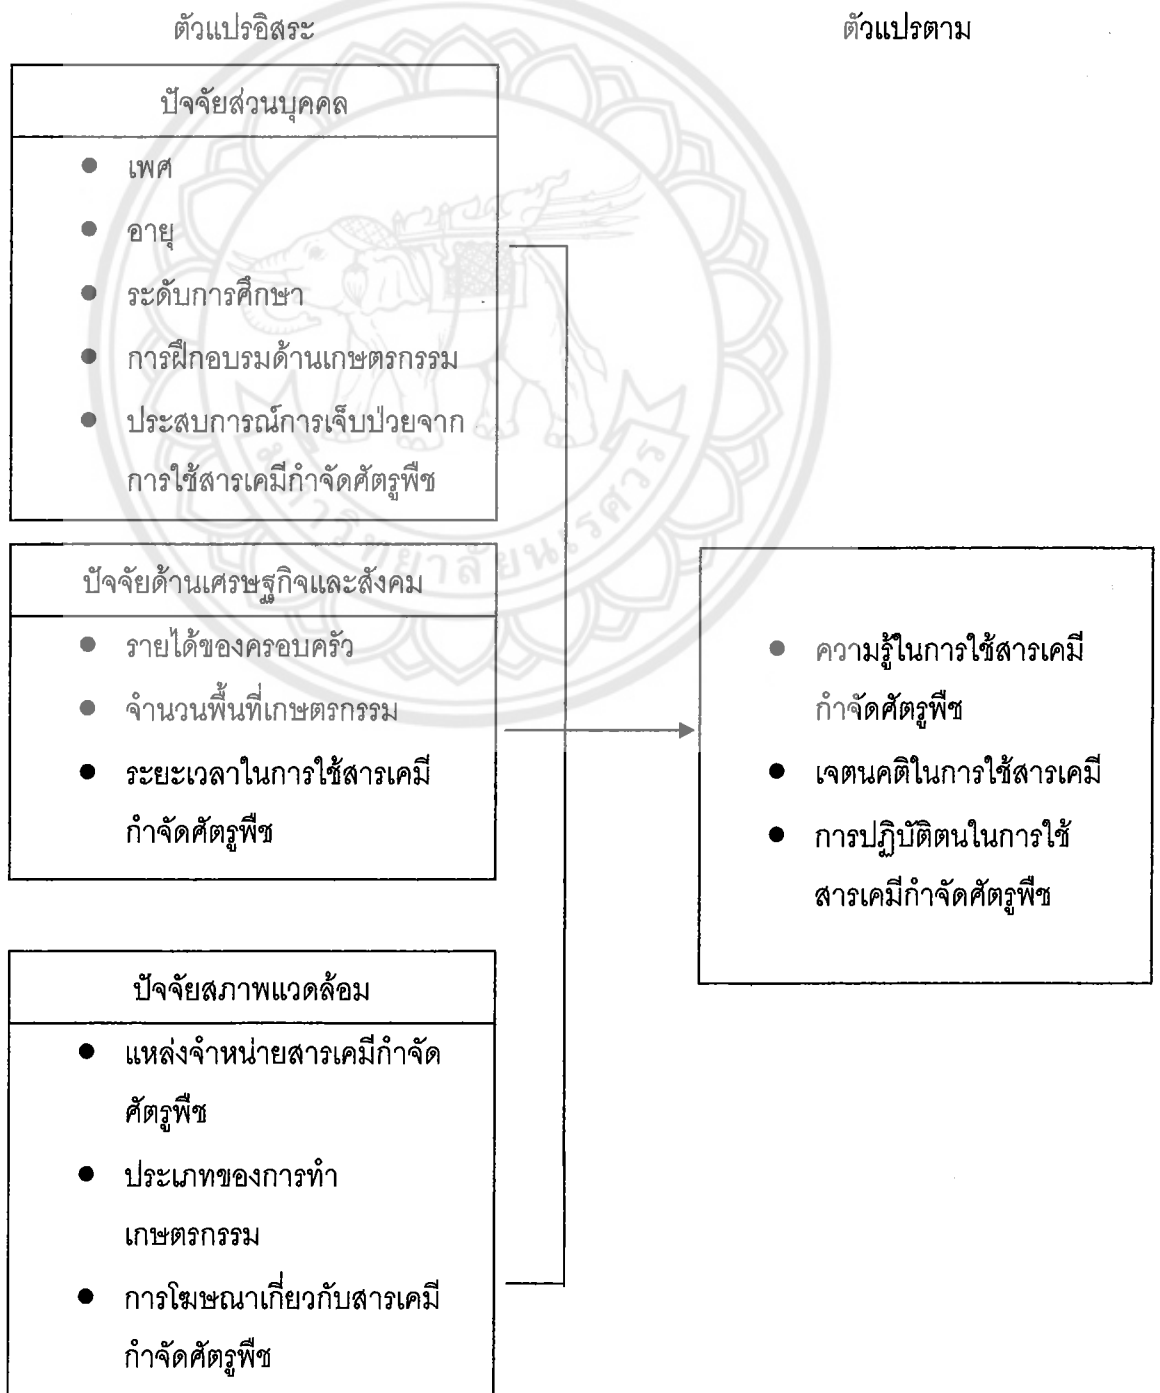 ตัวแปรอิสระ
ตัวแปรตาม
ปัจจัยส่วนบุคคล
● เพศ
● อายุ
● ระดับการศึกษา
● การฝึกอบรมด้านเกษตรกรรม
● ประสบการณ์การเจ็บป่วยจาก
การใช้สารเคมีกำจัดศัตรูพืช
ปัจจัยด้านเศรษฐกิจและสังคม
● รายได้ของครอบครัว
● จำนวนพื้นที่เกษตรกรรม
● ระยะเวลาในการใช้สารเคมี
กำจัดศัตรูพืช
ปัจจัยสภาพแวดล้อม
● แหล่งจำหน่ายสารเคมีกำจัด
ศัตรูพืช
● ประเภทของการทำ
เกษตรกรรม
● การโฆษณาเกี่ยวกับสารเคมี
กำจัดศัตรูพืช
● ความรู้ในการใช้สารเคมี
กำจัดศัตรูพืช
● เจตนคติในการใช้สารเคมี
● การปฏิบัติตนในการใช้
สารเคมีกำจัดศัตรูพืช
มหาวิทยาลัยนเรศวร